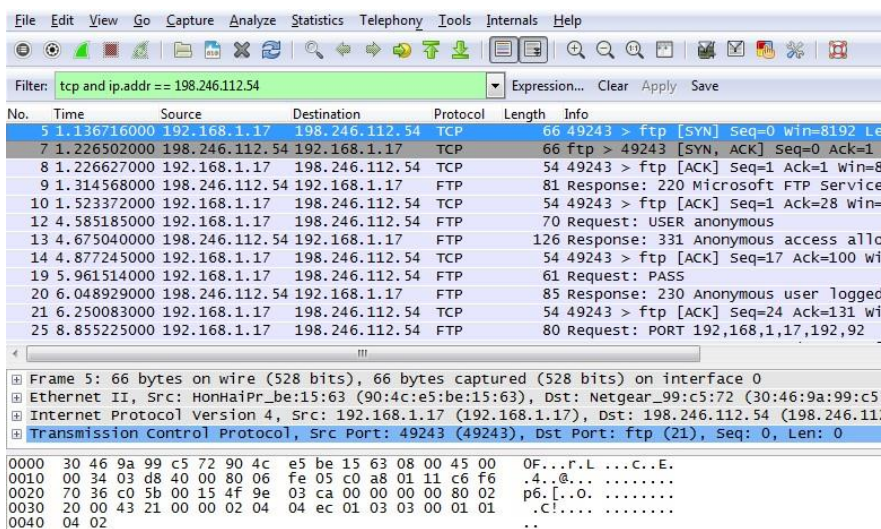 File Edit View Go Capture Analyze Statistics Telephony Tools Internals Help
Filter: tcp and ip.addr == 198.246.112.54 Expression... Clear Apply Save
No. Time Source Destination Protocol Length Info
5 1.136716000 192.168.1.17 198.246.112.54 TCP 66 49243 > ftp [SYN] Seq=0 Win=8192 Le
7 1.226502000 198.246.112.54 192.168.1.17 TCP 66 ftp > 49243 [SYN, ACK] Seq=0 Ack=1
8 1.226627000 192.168.1.17 198.246.112.54 TCP 54 49243 > ftp [ACK] Seq=1 Ack=1 Win=8
9 1.314568000 198.246.112.54 192.168.1.17 FTP 81 Response: 220 Microsoft FTP Service
10 1.523372000 192.168.1.17 198.246.112.54 TCP 54 49243 > ftp [ACK] Seq=1 Ack=28 Win=
12 4.585185000 192.168.1.17 198.246.112.54 FTP 70 Request: USER anonymous
13 4.675040000 198.246.112.54 192.168.1.17 FTP 126 Response: 331 Anonymous access allo
14 4.877245000 192.168.1.17 198.246.112.54 TCP 54 49243 > ftp [ACK] Seq=17 Ack=100 Wi
19 5.961514000 192.168.1.17 198.246.112.54 FTP 61 Request: PASS
20 6.048929000 198.246.112.54 192.168.1.17 FTP 85 Response: 230 Anonymous user logged
21 6.250083000 192.168.1.17 198.246.112.54 TCP 54 49243 > ftp [ACK] Seq=24 Ack=131 Wi
25 8.855225000 192.168.1.17 198.246.112.54 FTP 80 Request: PORT 192,168,1,17,192,92
Frame 5: 66 bytes on wire (528 bits), 66 bytes captured (528 bits) on interface 0
Ethernet II, Src: HonHaiPr_be:15:63 (90:4c:e5:be:15:63), Dst: Netgear_99:c5:72 (30:46:9a:99:c5
Internet Protocol Version 4, Src: 192.168.1.17 (192.168.1.17), Dst: 198.246.112.54 (198.246.112
Transmission Control Protocol, Src Port: 49243 (49243), Dst Port: ftp (21), Seq: 0, Len: 0
0000 30 46 9a 99 c5 72 90 4c e5 be 15 63 08 00 45 00 0F...r.L ...c..E.
0010 00 34 03 d8 40 00 80 06 fe 05 c0 a8 01 11 c6 f6 .4..@... ........
0020 70 36 c0 5b 00 15 4f 9e 03 ca 00 00 00 00 80 02 p6.[..O. ........
0030 20 00 43 21 00 00 02 04 04 ec 01 03 03 00 01 01 .C!.... ........
0040 04 02 ..